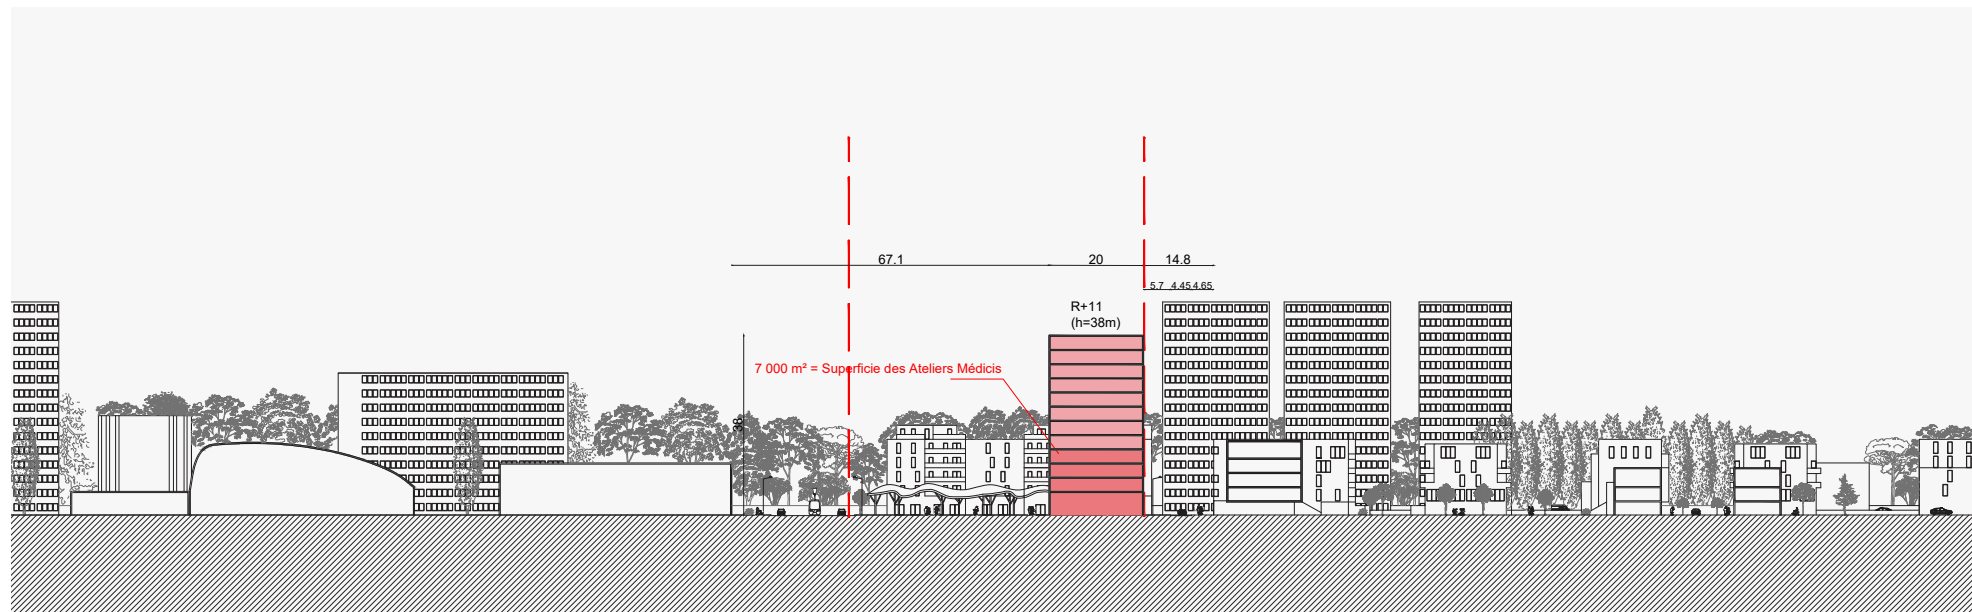 67.1
20
14.8
5.7 4.45 4.65
R+11
(h=38m)
7 000 m² = Superficie des Ateliers Médicis
38